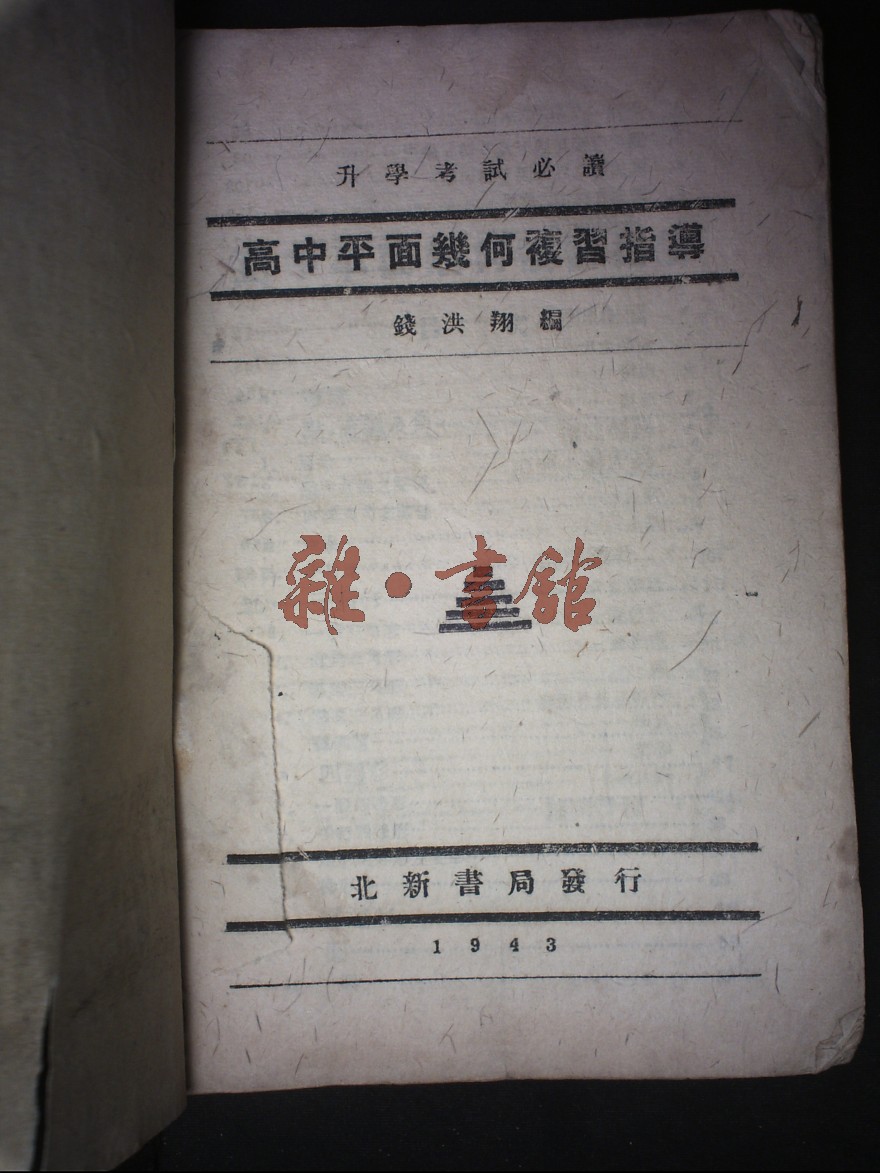 升學考試必讀
高中平面幾何複習指導
錢洪翔編
雜·書館
北新書局發行
1943